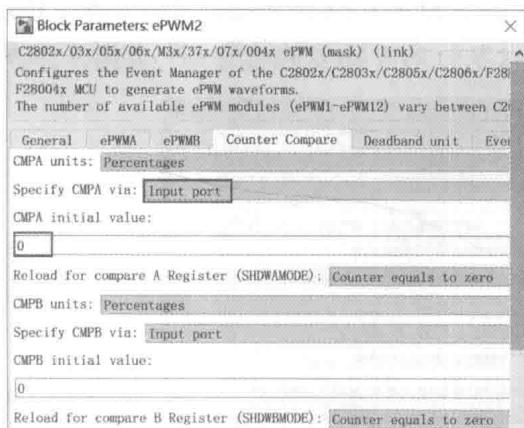 Block Parameters: ePWM2
C2802x/03x/05x/06x/M3x/37x/07x/004x ePWM (mask) (link)
Configures the Event Manager of the C2802x/C2803x/C2805x/C2806x/F28
F28004x MCU to generate ePWM waveforms.
The number of available ePWM modules (ePWM1~ePWM12) vary between C2
General ePWMA ePWMB Counter Compare Deadband unit Even
CMPA units: Percentages
Specify CMPA via: Input port
CMPA initial value:
0
Reload for compare A Register (SHDWAMODE): Counter equals to zero
CMPB units: Percentages
Specify CMPB via: Input port
CMPB initial value:
0
Reload for compare B Register (SHDWBMODE): Counter equals to zero